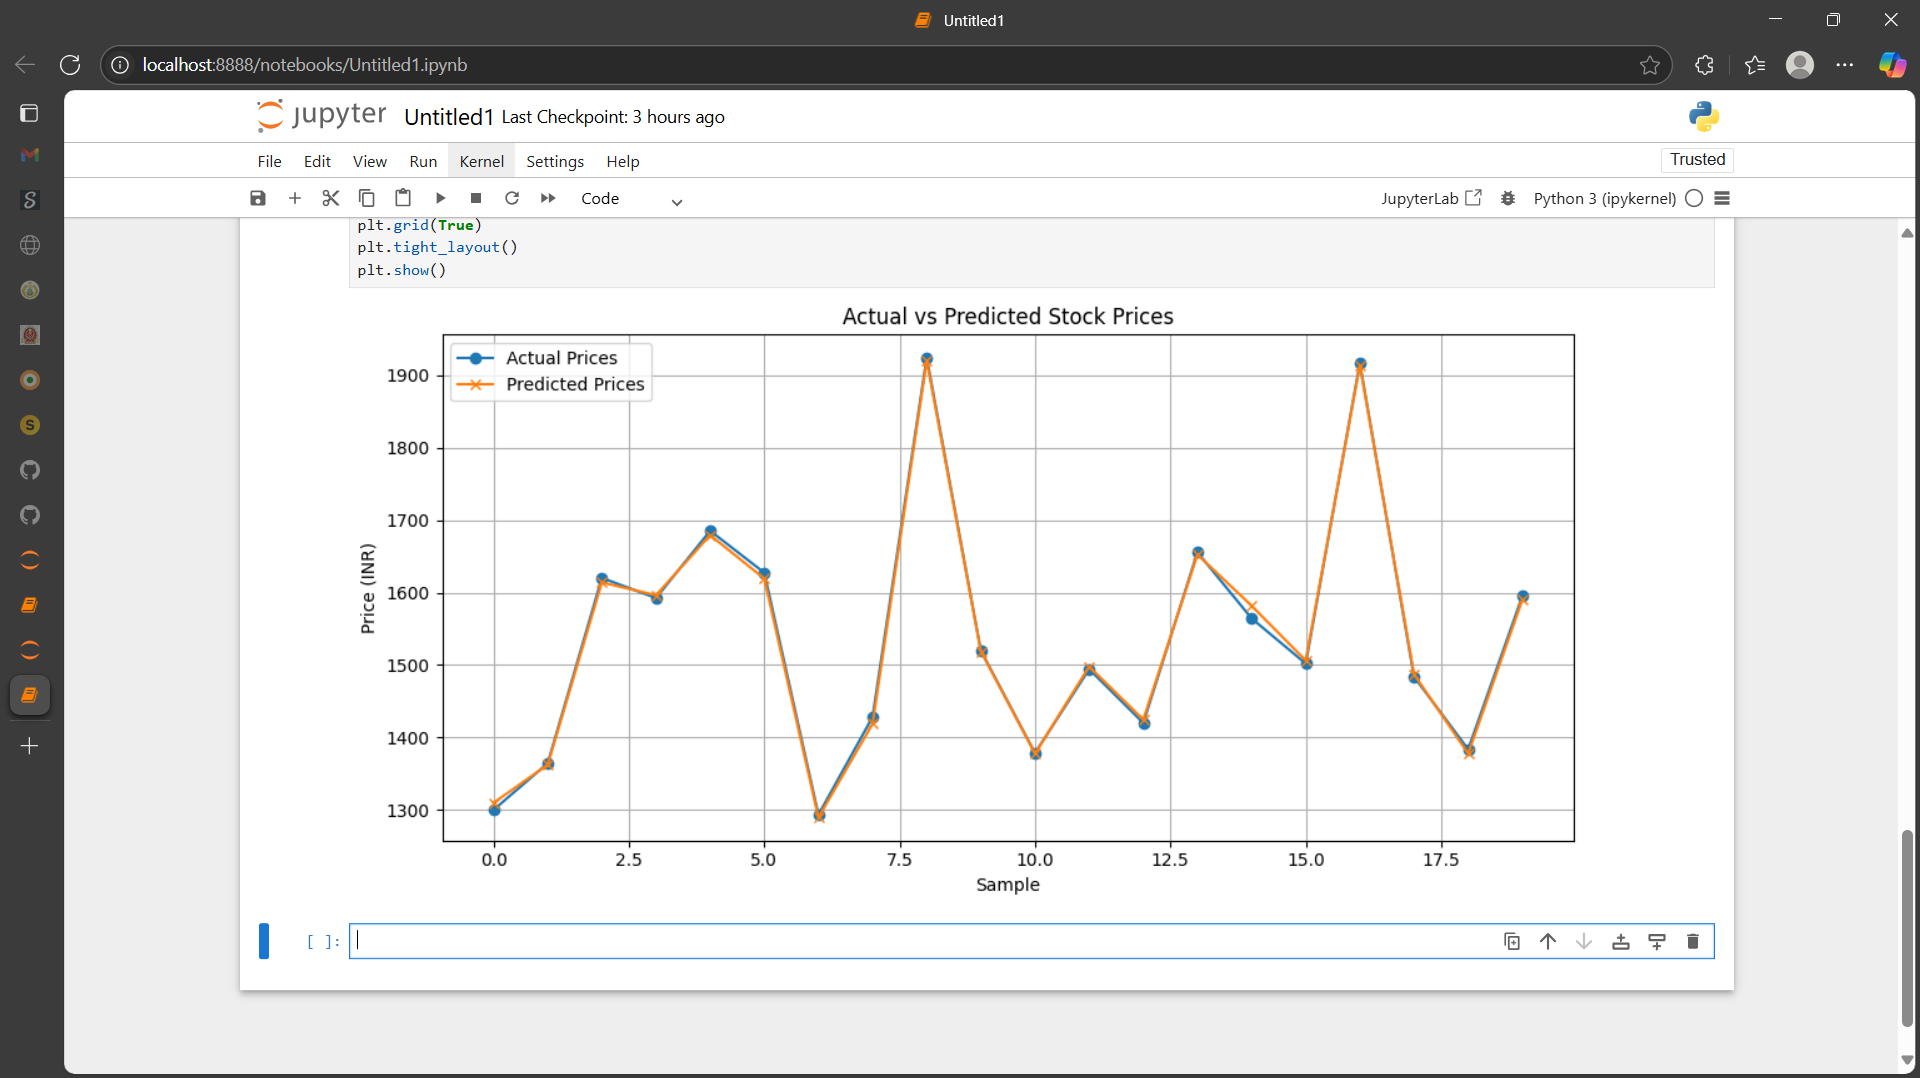 Untitled1
localhost:8888/notebooks/Untitled1.ipynb
jupyter Untitled1 Last Checkpoint: 3 hours ago
File Edit View Run Kernel Settings Help
Trusted
Code
JupyterLab Python 3 (ipykernel)
S
plt.grid(True)
plt.tight_layout()
plt.show()
Actual vs Predicted Stock Prices
Actual Prices
Predicted Prices
1900
1800
1700
1600
1500
1400
1300
Price (INR)
0.0 2.5 5.0 7.5 10.0 12.5 15.0 17.5
Sample
S
[ ]: